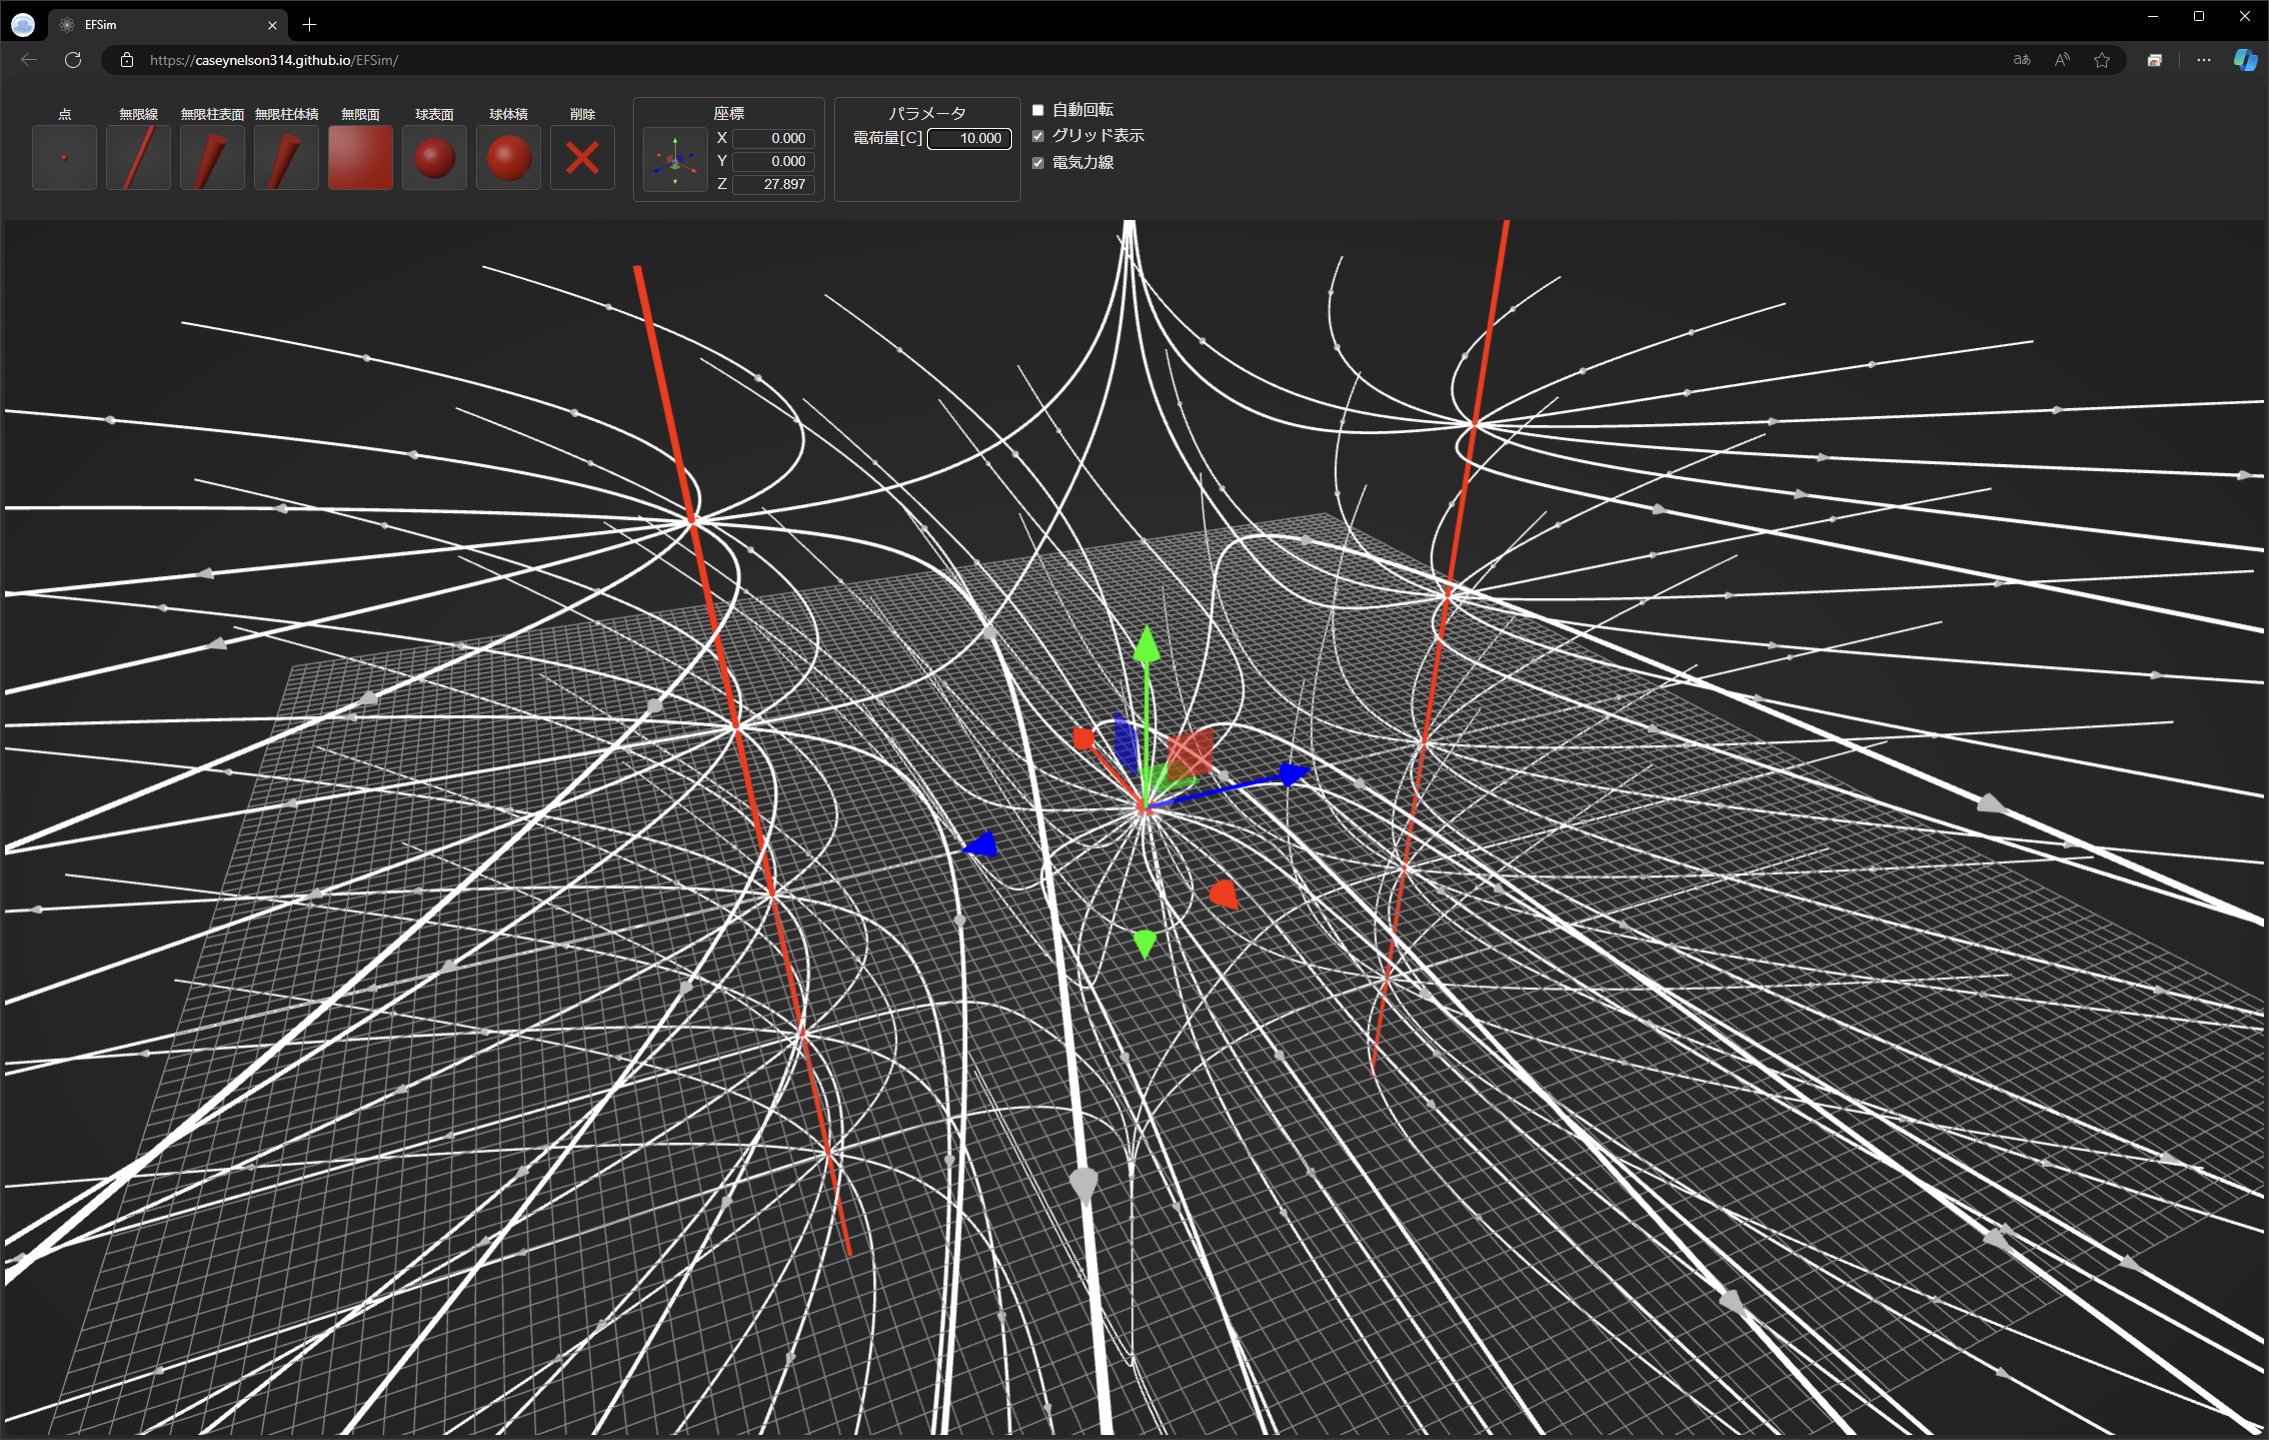 EFSim
https://caseynelson314.github.io/EFSim/
aあ
A
点
無限線
無限柱表面
無限柱体積
無限面
球表面
球体積
削除
座標
X 0.000
Y 0.000
Z 27.897
パラメータ
電荷量[C] 10.000
自動回転
グリッド表示
電気力線